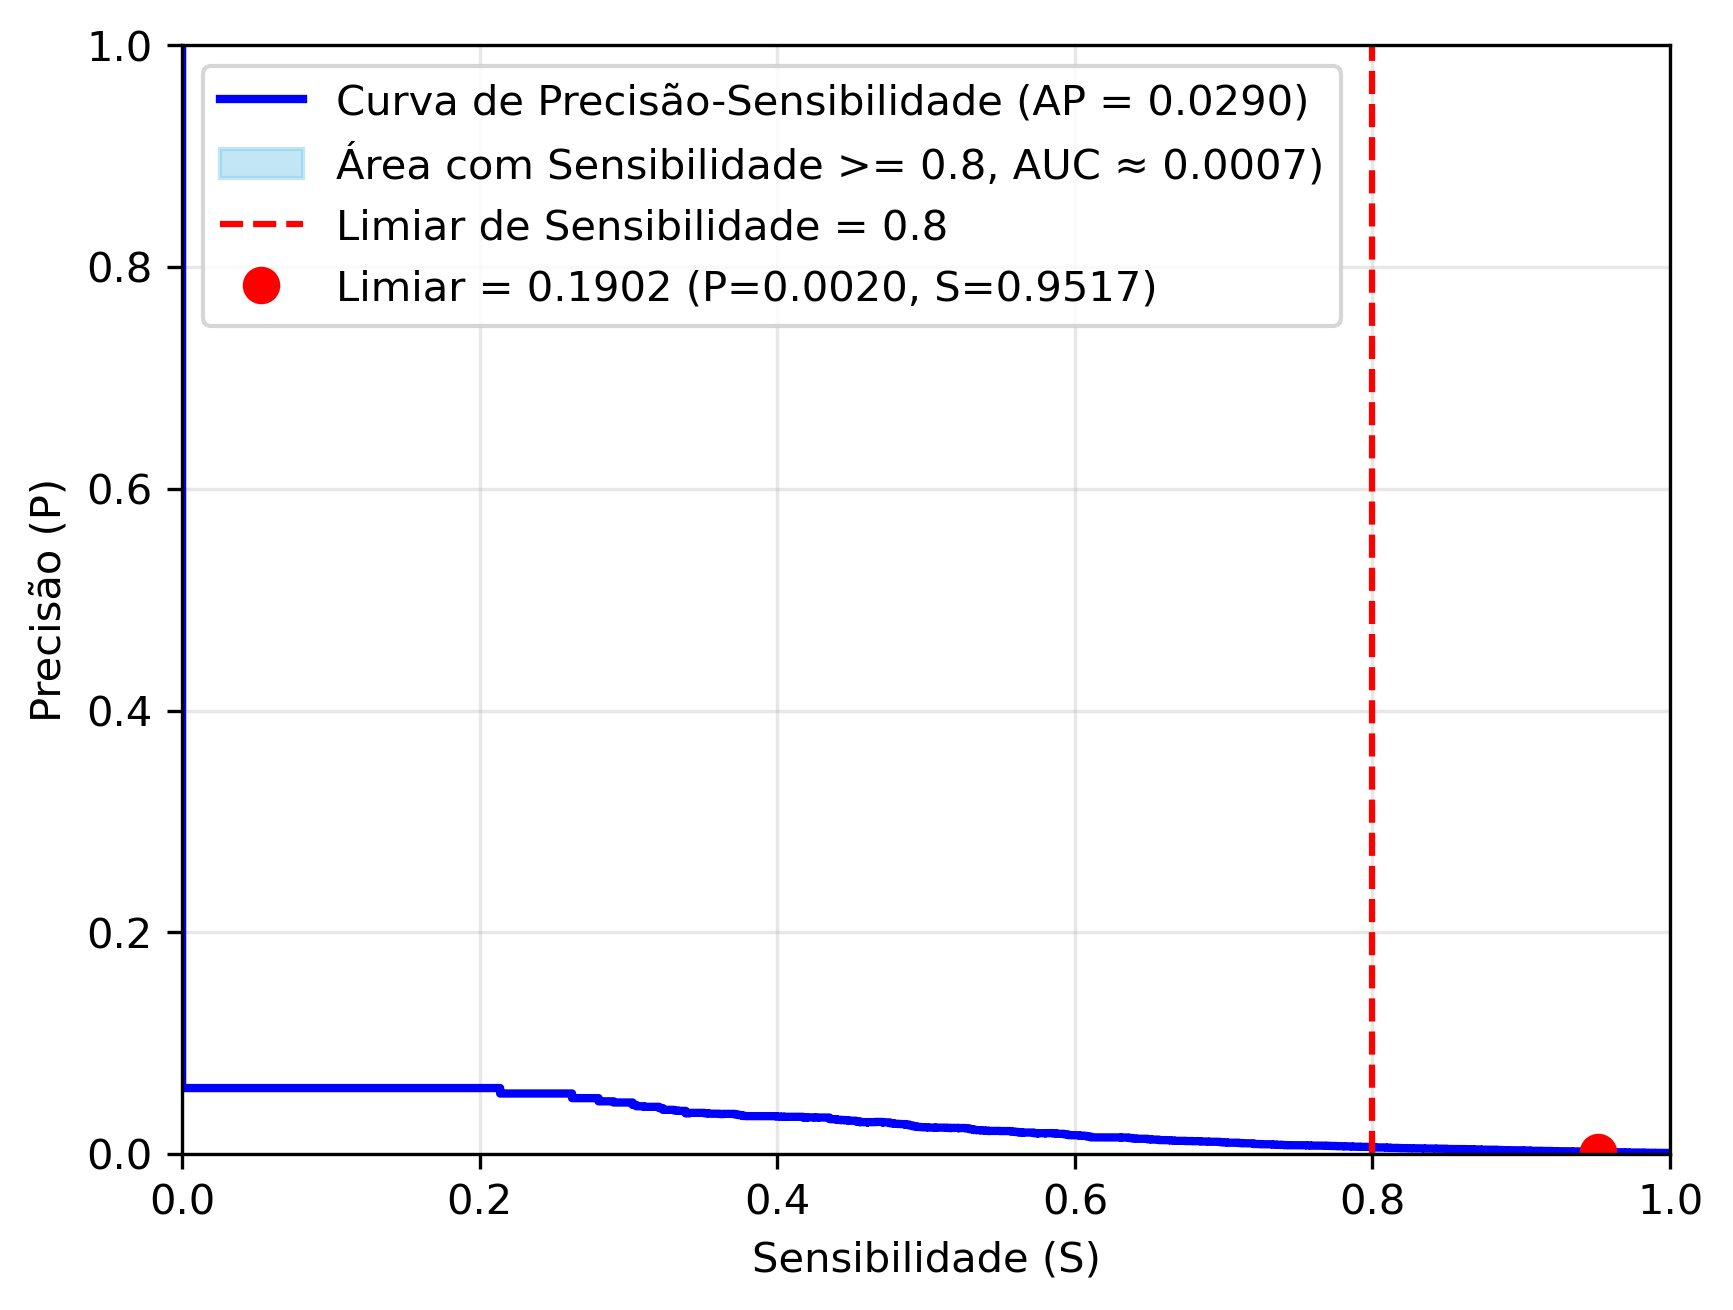 Curva de Precisão-Sensibilidade (AP = 0.0290)
Área com Sensibilidade >= 0.8, AUC ≈ 0.0007)
Limiar de Sensibilidade = 0.8
Limiar = 0.1902 (P=0.0020, S=0.9517)
1.0
0.8
0.6
0.4
0.2
0.0
Precisão (P)
0.0 0.2 0.4 0.6 0.8 1.0
Sensibilidade (S)